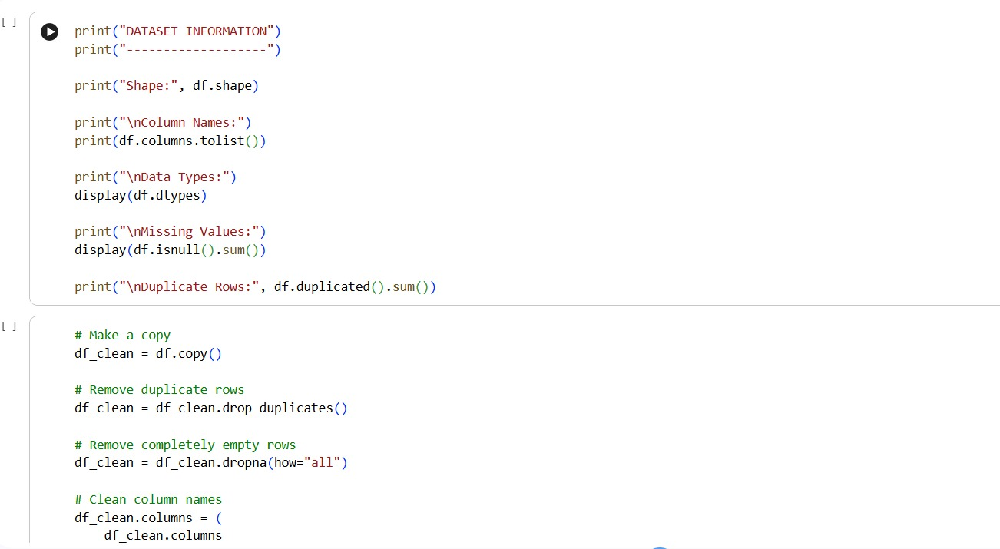 [ ]
print("DATASET INFORMATION")
print("-------------------")
print("Shape:", df.shape)
print("\nColumn Names:")
print(df.columns.tolist())
print("\nData Types:")
display(df.dtypes)
print("\nMissing Values:")
display(df.isnull().sum())
print("\nDuplicate Rows:", df.duplicated().sum())
[ ]
# Make a copy
df_clean = df.copy()
# Remove duplicate rows
df_clean = df_clean.drop_duplicates()
# Remove completely empty rows
df_clean = df_clean.dropna(how="all")
# Clean column names
df_clean.columns = (
    df_clean.columns